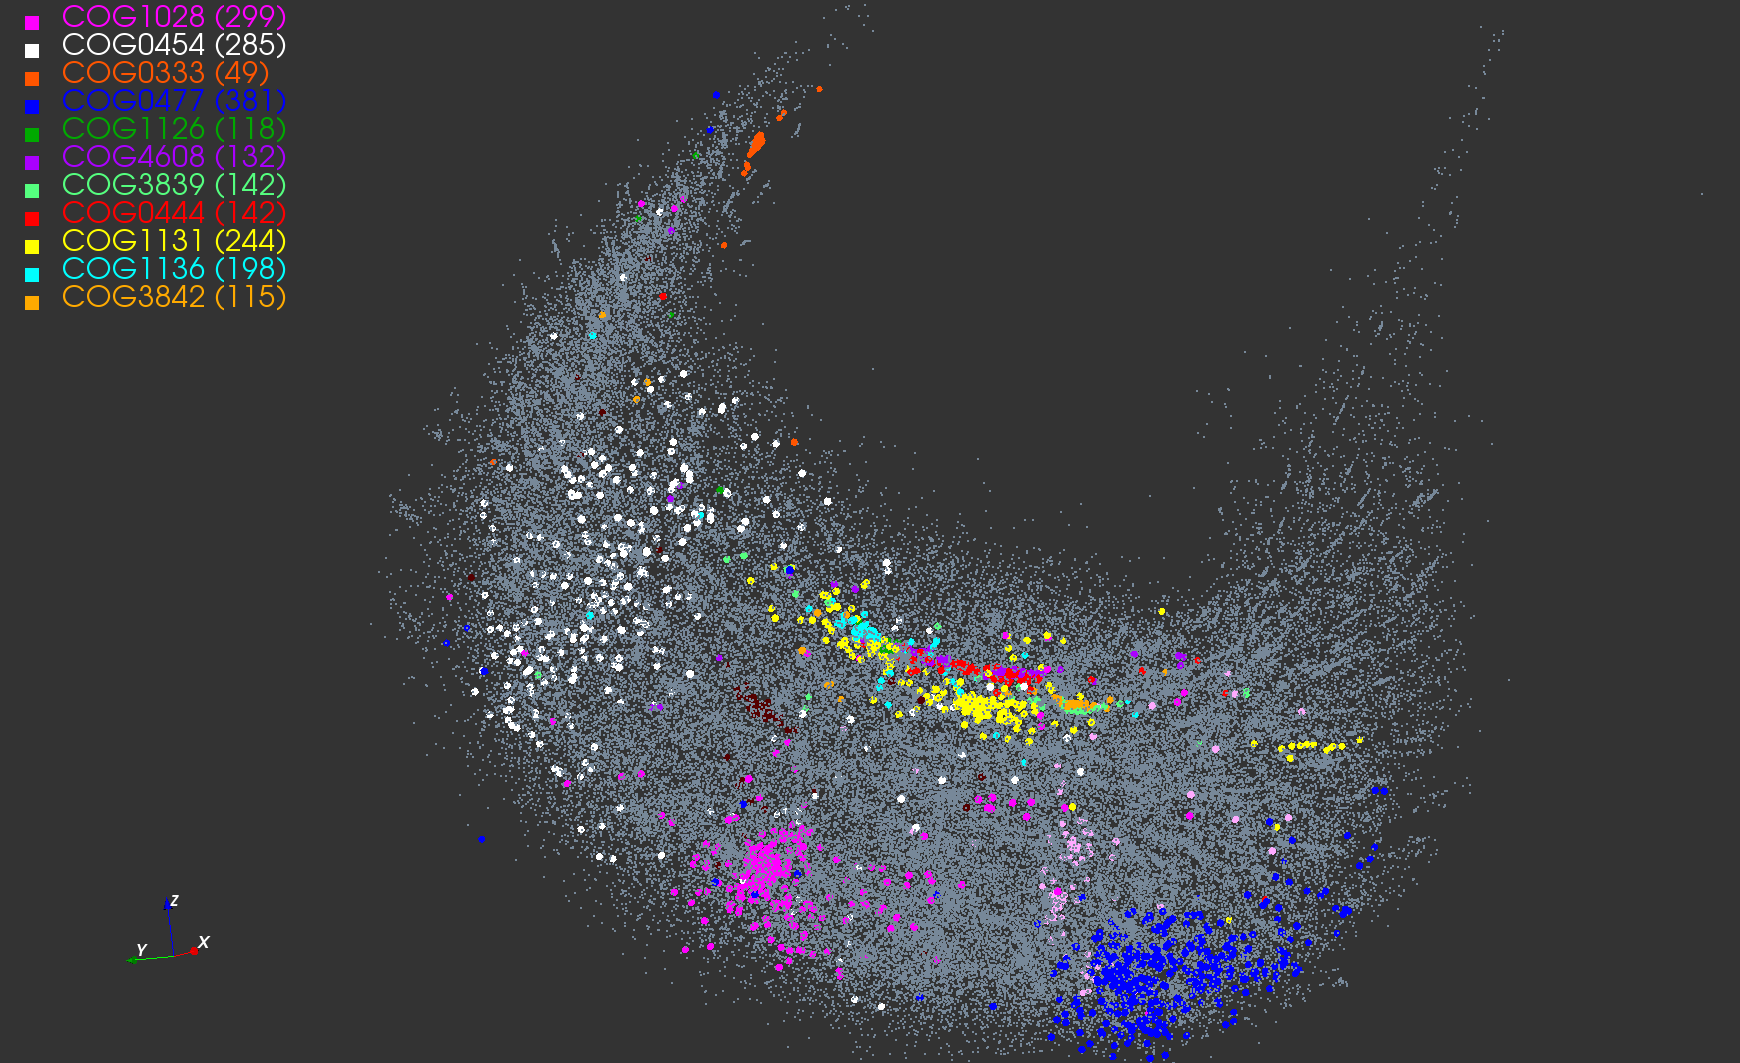 COG1028 (299)
COG0454 (285)
COG0333 (49)
COG0477 (381)
COG1126 (118)
COG4608 (132)
COG3839 (142)
COG0444 (142)
COG1131 (244)
COG1136 (198)
COG3842 (115)
Z
Y X